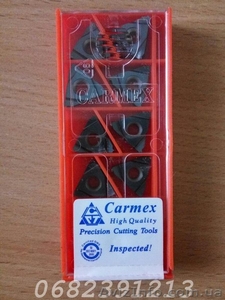 CARMEX
Carmex
High Quality
Precision Cutting Tools
Inspected!
0682391213